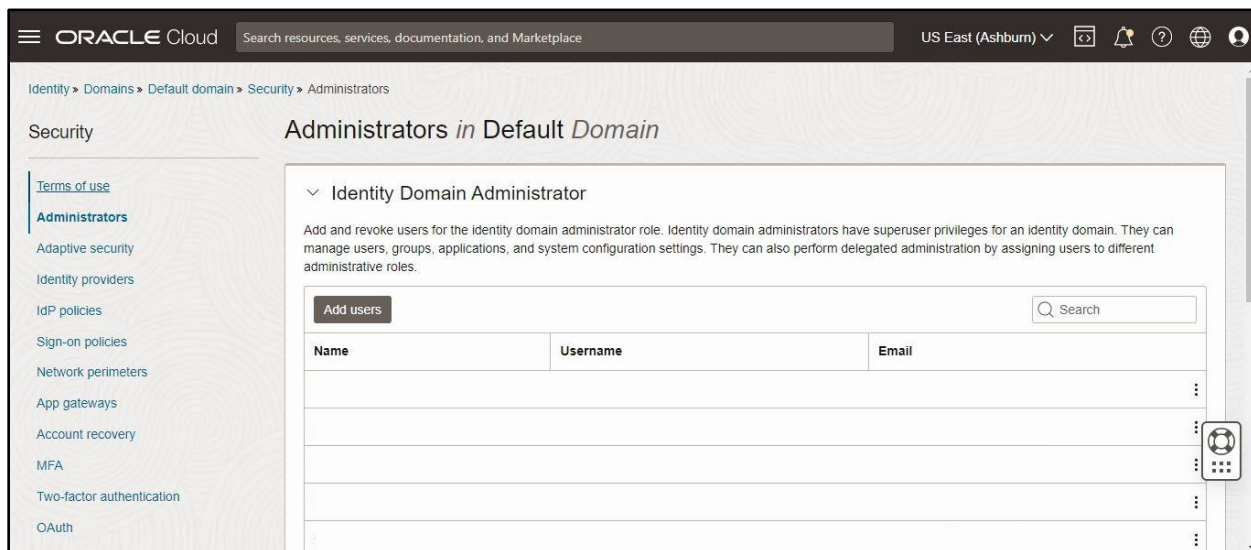 ORACLE Cloud
Search resources, services, documentation, and Marketplace
US East (Ashburn)
Identity » Domains » Default domain » Security » Administrators
Security
Administrators in Default Domain
Terms of use
Administrators
Adaptive security
Identity providers
IdP policies
Sign-on policies
Network perimeters
App gateways
Account recovery
MFA
Two-factor authentication
OAuth
Identity Domain Administrator
Add and revoke users for the identity domain administrator role. Identity domain administrators have superuser privileges for an identity domain. They can
manage users, groups, applications, and system configuration settings. They can also perform delegated administration by assigning users to different
administrative roles.
Add users
Search
Name Username Email